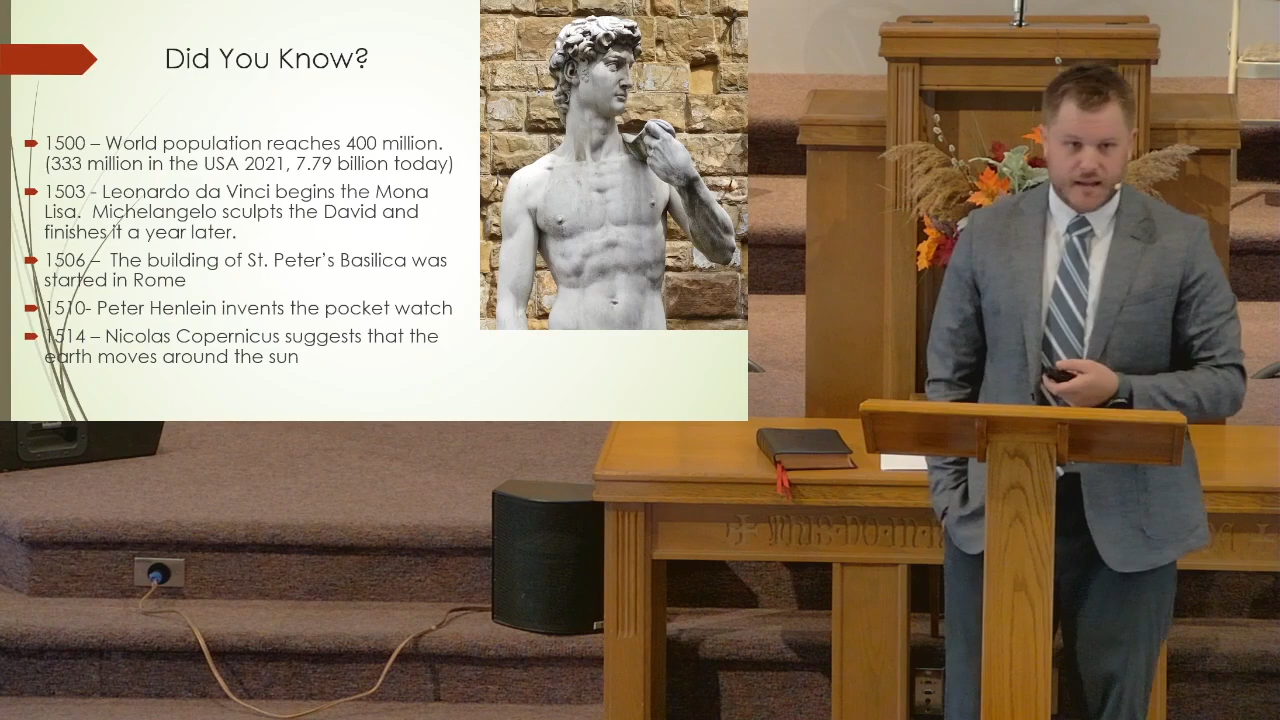 Did You Know?
1500 – World population reaches 400 million.
(333 million in the USA 2021, 7.79 billion today)
1503 - Leonardo da Vinci begins the Mona
Lisa.  Michelangelo sculpts the David and
finishes it a year later.
1506 –  The building of St. Peter's Basilica was
started in Rome
1510- Peter Henlein invents the pocket watch
1514 – Nicolas Copernicus suggests that the
earth moves around the sun